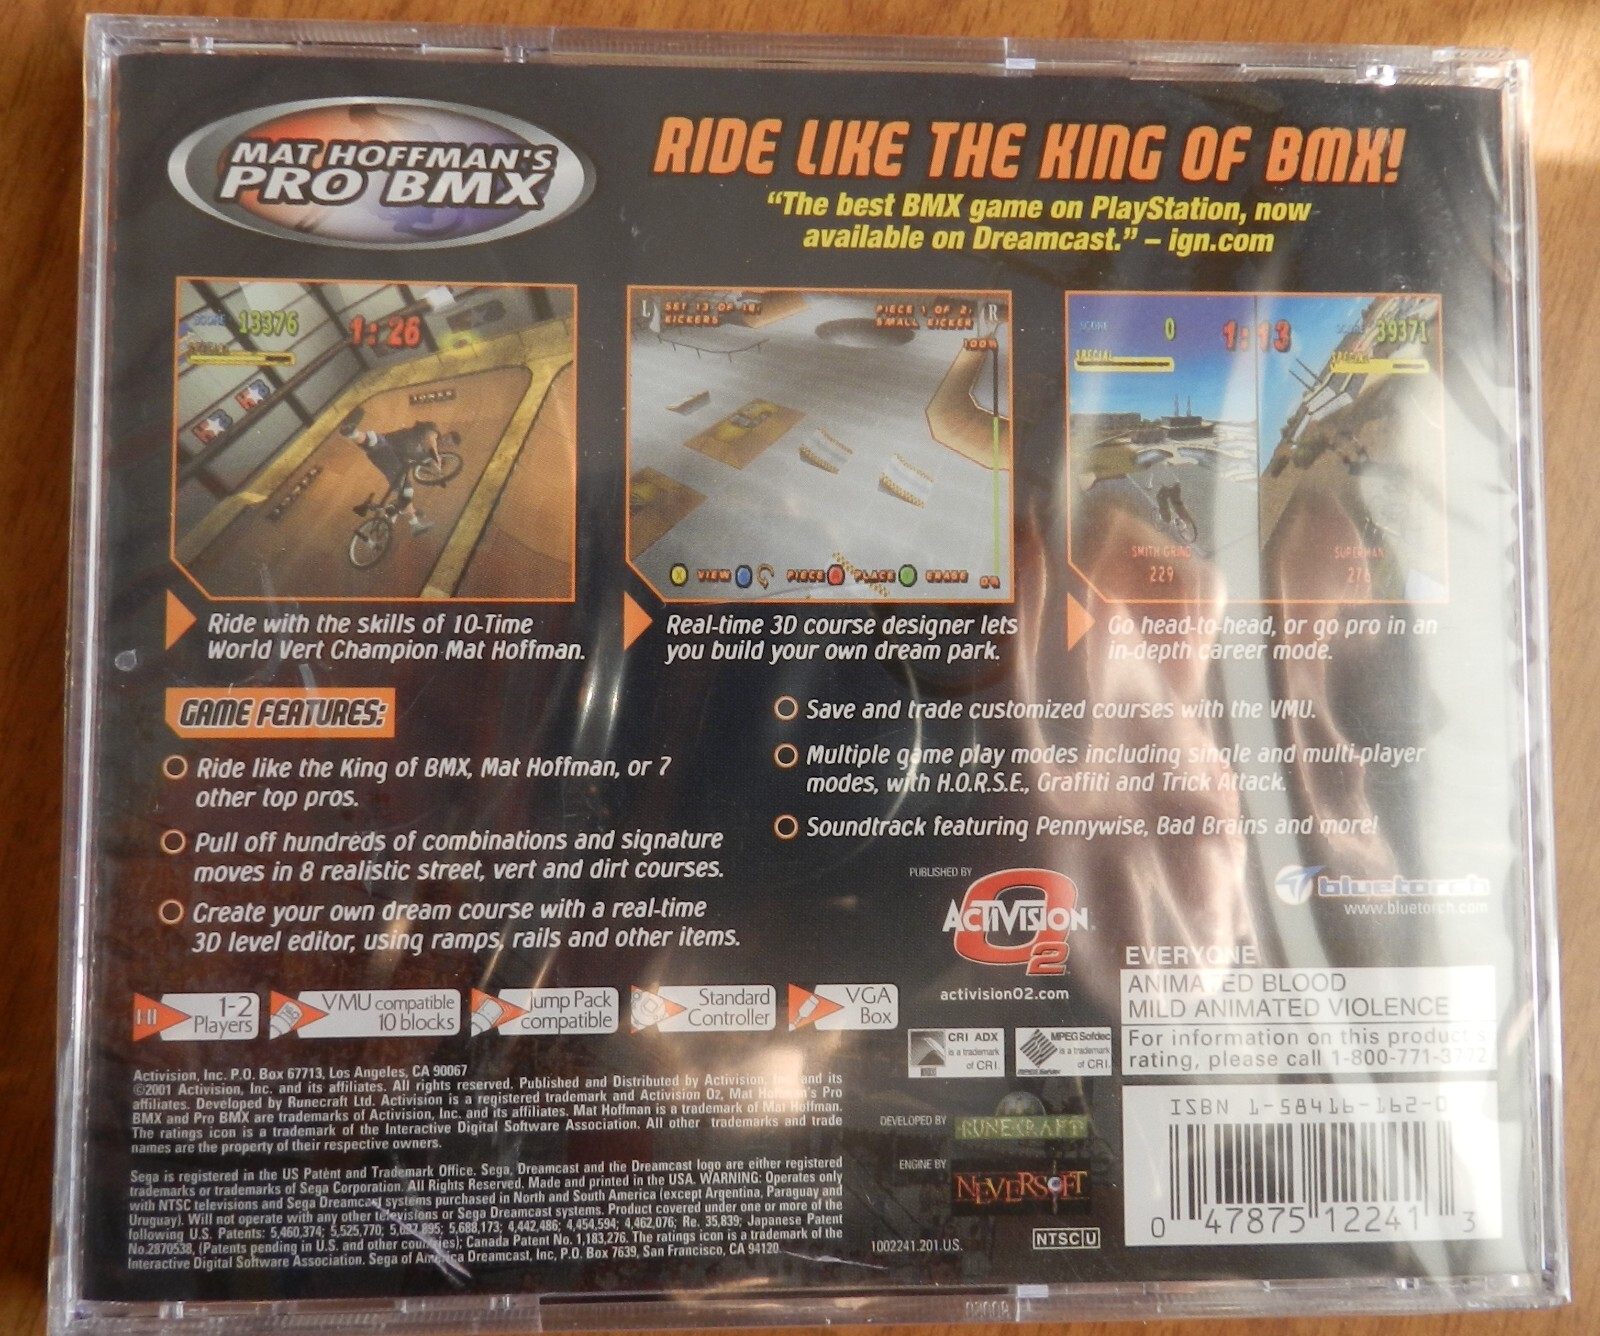 MAT HOFFMAN'S
PRO BMX
RIDE LIKE THE KING OF BMX!
“The best BMX game on PlayStation, now
available on Dreamcast.” – ign.com
SCORE 13376
1:26
SPECIAL
L SET 13 OF 18:
KICKERS
PIECE 1 OF 2: R
SMALL KICKER
100%
X VIEW PIECE A PLACE ERASE 0%
SCORE 0
1:13
39371
SPECIAL
SPECIAL
SMITH GRIND
229
SUPERMAN
276
Ride with the skills of 10-Time
World Vert Champion Mat Hoffman.
Real-time 3D course designer lets
you build your own dream park.
Go head-to-head, or go pro in an
in-depth career mode.
GAME FEATURES:
Ride like the King of BMX, Mat Hoffman, or 7
other top pros.
Pull off hundreds of combinations and signature
moves in 8 realistic street, vert and dirt courses.
Create your own dream course with a real-time
3D level editor, using ramps, rails and other items.
Save and trade customized courses with the VMU.
Multiple game play modes including single and multi-player
modes, with H.O.R.S.E., Graffiti and Trick Attack.
Soundtrack featuring Pennywise, Bad Brains and more!
PUBLISHED BY
ACTIVISION
O2
activisionO2.com
bluetorch
www.bluetorch.com
1-2
Players
VMU compatible
10 blocks
Jump Pack
compatible
Standard
Controller
VGA
Box
EVERYONE
ANIMATED BLOOD
MILD ANIMATED VIOLENCE
For information on this product's
rating, please call 1-800-771-3772
CRI ADX
is a trademark
of CRI.
MPEG Sofdec
is a trademark
of CRI.
Activision, Inc. P.O. Box 67713, Los Angeles, CA 90067
©2001 Activision, Inc. and its affiliates. All rights reserved. Published and Distributed by Activision, Inc. and its
affiliates. Developed by Runecraft Ltd. Activision is a registered trademark and Activision O2, Mat Hoffman's Pro
BMX and Pro BMX are trademarks of Activision, Inc. and its affiliates. Mat Hoffman is a trademark of Mat Hoffman.
The ratings icon is a trademark of the Interactive Digital Software Association. All other trademarks and trade
names are the property of their respective owners.
Sega is registered in the US Patent and Trademark Office. Sega, Dreamcast and the Dreamcast logo are either registered
trademarks or trademarks of Sega Corporation. All Rights Reserved. Made and printed in the USA. WARNING: Operates only
with NTSC televisions and Sega Dreamcast systems purchased in North and South America (except Argentina, Paraguay and
Uruguay). Will not operate with any other televisions or Sega Dreamcast systems. Product covered under one or more of the
following U.S. Patents: 5,460,374; 5,525,770; 5,627,895; 5,688,173; 4,442,486; 4,454,594; 4,462,076; Re. 35,839; Japanese Patent
No.2870538, (Patents pending in U.S. and other countries); Canada Patent No. 1,183,276. The ratings icon is a trademark of the
Interactive Digital Software Association. Sega of America Dreamcast, Inc, P.O. Box 7639, San Francisco, CA 94120
DEVELOPED BY
RUNECRAFT
ENGINE BY
NEVERSOFT
1002241.201.US.
NTSC U
ISBN 1-58416-162-0
0 47875 12241 3